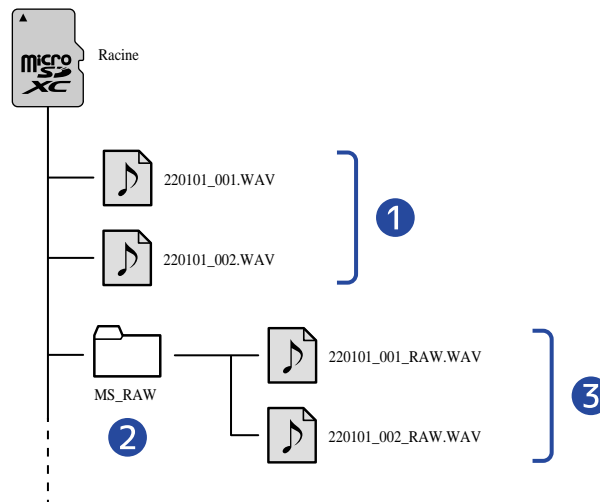 micro
SD
XC
Racine
220101_001.WAV
1
220101_002.WAV
220101_001_RAW.WAV
MS_RAW
3
2
220101_002_RAW.WAV